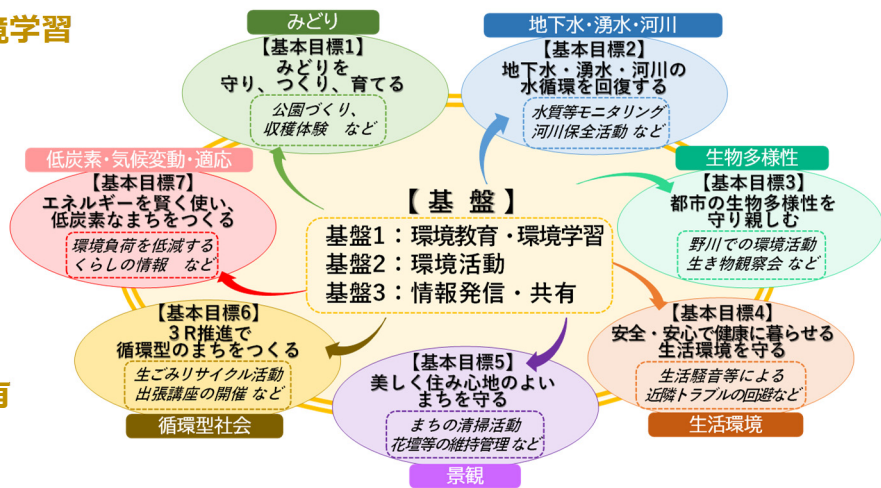 境学習
みどり
【基本目標1】
みどりを
守り、つくり、育てる
公園づくり、
収穫体験 など
地下水・湧水・河川
【基本目標2】
地下水・湧水・河川の
水循環を回復する
水質等モニタリング
河川保全活動 など
生物多様性
【基本目標3】
都市の生物多様性を
守り親しむ
野川での環境活動
生き物観察会 など
低炭素・気候変動・適応
【基本目標7】
エネルギーを賢く使い、
低炭素なまちをつくる
環境負荷を低減する
くらしの情報 など
【 基 盤 】
基盤1：環境教育・環境学習
基盤2：環境活動
基盤3：情報発信・共有
【基本目標6】
３Ｒ推進で
循環型のまちをつくる
生ごみリサイクル活動
出張講座の開催 など
循環型社会
【基本目標5】
美しく住み心地のよい
まちを守る
まちの清掃活動
花壇等の維持管理 など
景観
【基本目標4】
安全・安心で健康に暮らせる
生活環境を守る
生活騒音等による
近隣トラブルの回避など
生活環境
有